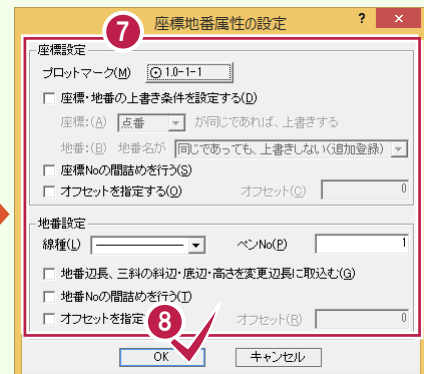 座標地番属性の設定 ? ×
7
座標設定
プロットマーク(M) 1.0-1-1
座標・地番の上書き条件を設定する(D)
座標:(A) 点番 が同じであれば、上書きする
地番:(B) 地番名が 同じであっても、上書きしない(追加登録)
座標Noの間詰めを行う(S)
オフセットを指定する(O) オフセット(C) 0
地番設定
線種(L) ペンNo(P) 1
地番辺長、三斜の斜辺・底辺・高さを変更辺長に取込む(G)
地番Noの間詰めを行う(T)
オフセットを指定 オフセット(R) 0
8
OK キャンセル